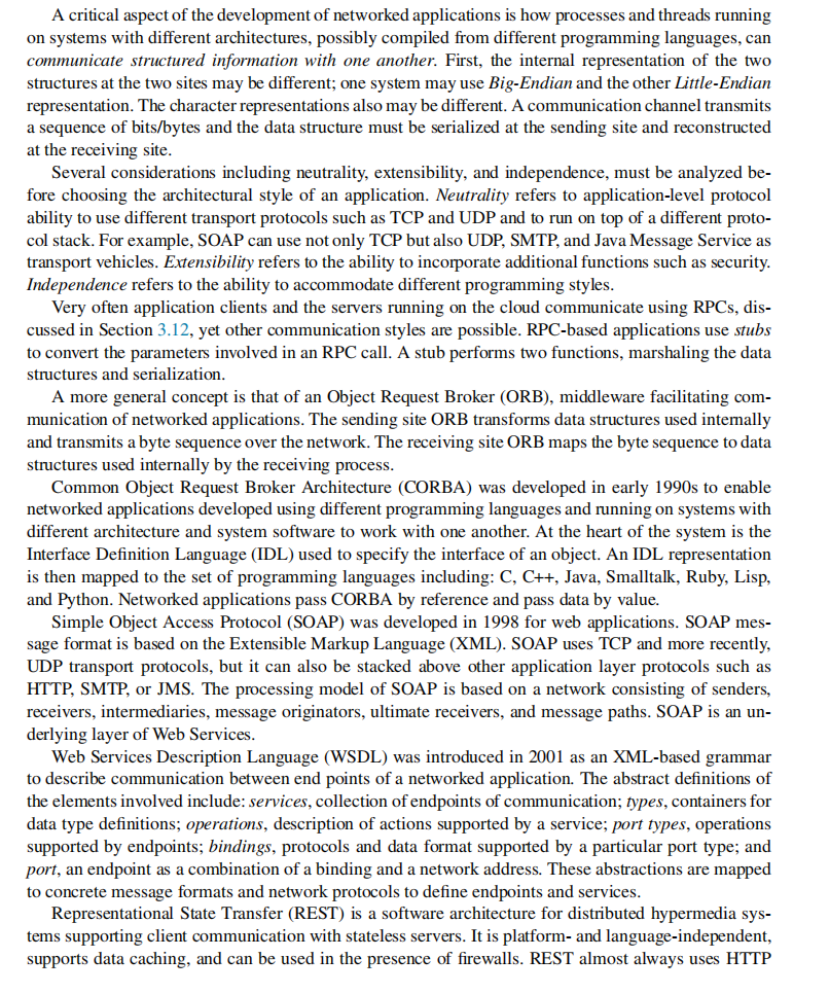 A critical aspect of the development of networked applications is how processes and threads running
on systems with different architectures, possibly compiled from different programming languages, can
communicate structured information with one another. First, the internal representation of the two
structures at the two sites may be different; one system may use Big-Endian and the other Little-Endian
representation. The character representations also may be different. A communication channel transmits
a sequence of bits/bytes and the data structure must be serialized at the sending site and reconstructed
at the receiving site.
Several considerations including neutrality, extensibility, and independence, must be analyzed be-
fore choosing the architectural style of an application. Neutrality refers to application-level protocol
ability to use different transport protocols such as TCP and UDP and to run on top of a different proto-
col stack. For example, SOAP can use not only TCP but also UDP, SMTP, and Java Message Service as
transport vehicles. Extensibility refers to the ability to incorporate additional functions such as security.
Independence refers to the ability to accommodate different programming styles.
Very often application clients and the servers running on the cloud communicate using RPCs, dis-
cussed in Section 3.12, yet other communication styles are possible. RPC-based applications use stubs
to convert the parameters involved in an RPC call. A stub performs two functions, marshaling the data
structures and serialization.
A more general concept is that of an Object Request Broker (ORB), middleware facilitating com-
munication of networked applications. The sending site ORB transforms data structures used internally
and transmits a byte sequence over the network. The receiving site ORB maps the byte sequence to data
structures used internally by the receiving process.
Common Object Request Broker Architecture (CORBA) was developed in early 1990s to enable
networked applications developed using different programming languages and running on systems with
different architecture and system software to work with one another. At the heart of the system is the
Interface Definition Language (IDL) used to specify the interface of an object. An IDL representation
is then mapped to the set of programming languages including: C, C++, Java, Smalltalk, Ruby, Lisp,
and Python. Networked applications pass CORBA by reference and pass data by value.
Simple Object Access Protocol (SOAP) was developed in 1998 for web applications. SOAP mes-
sage format is based on the Extensible Markup Language (XML). SOAP uses TCP and more recently,
UDP transport protocols, but it can also be stacked above other application layer protocols such as
HTTP, SMTP, or JMS. The processing model of SOAP is based on a network consisting of senders,
receivers, intermediaries, message originators, ultimate receivers, and message paths. SOAP is an un-
derlying layer of Web Services.
Web Services Description Language (WSDL) was introduced in 2001 as an XML-based grammar
to describe communication between end points of a networked application. The abstract definitions of
the elements involved include: services, collection of endpoints of communication; types, containers for
data type definitions; operations, description of actions supported by a service; port types, operations
supported by endpoints; bindings, protocols and data format supported by a particular port type; and
port, an endpoint as a combination of a binding and a network address. These abstractions are mapped
to concrete message formats and network protocols to define endpoints and services.
Representational State Transfer (REST) is a software architecture for distributed hypermedia sys-
tems supporting client communication with stateless servers. It is platform- and language-independent,
supports data caching, and can be used in the presence of firewalls. REST almost always uses HTTP